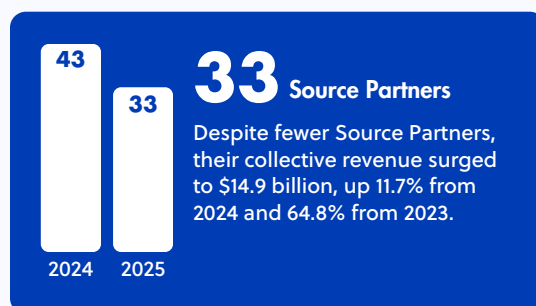 43
33
2024
2025
33 Source Partners
Despite fewer Source Partners,
their collective revenue surged
to $14.9 billion, up 11.7% from
2024 and 64.8% from 2023.